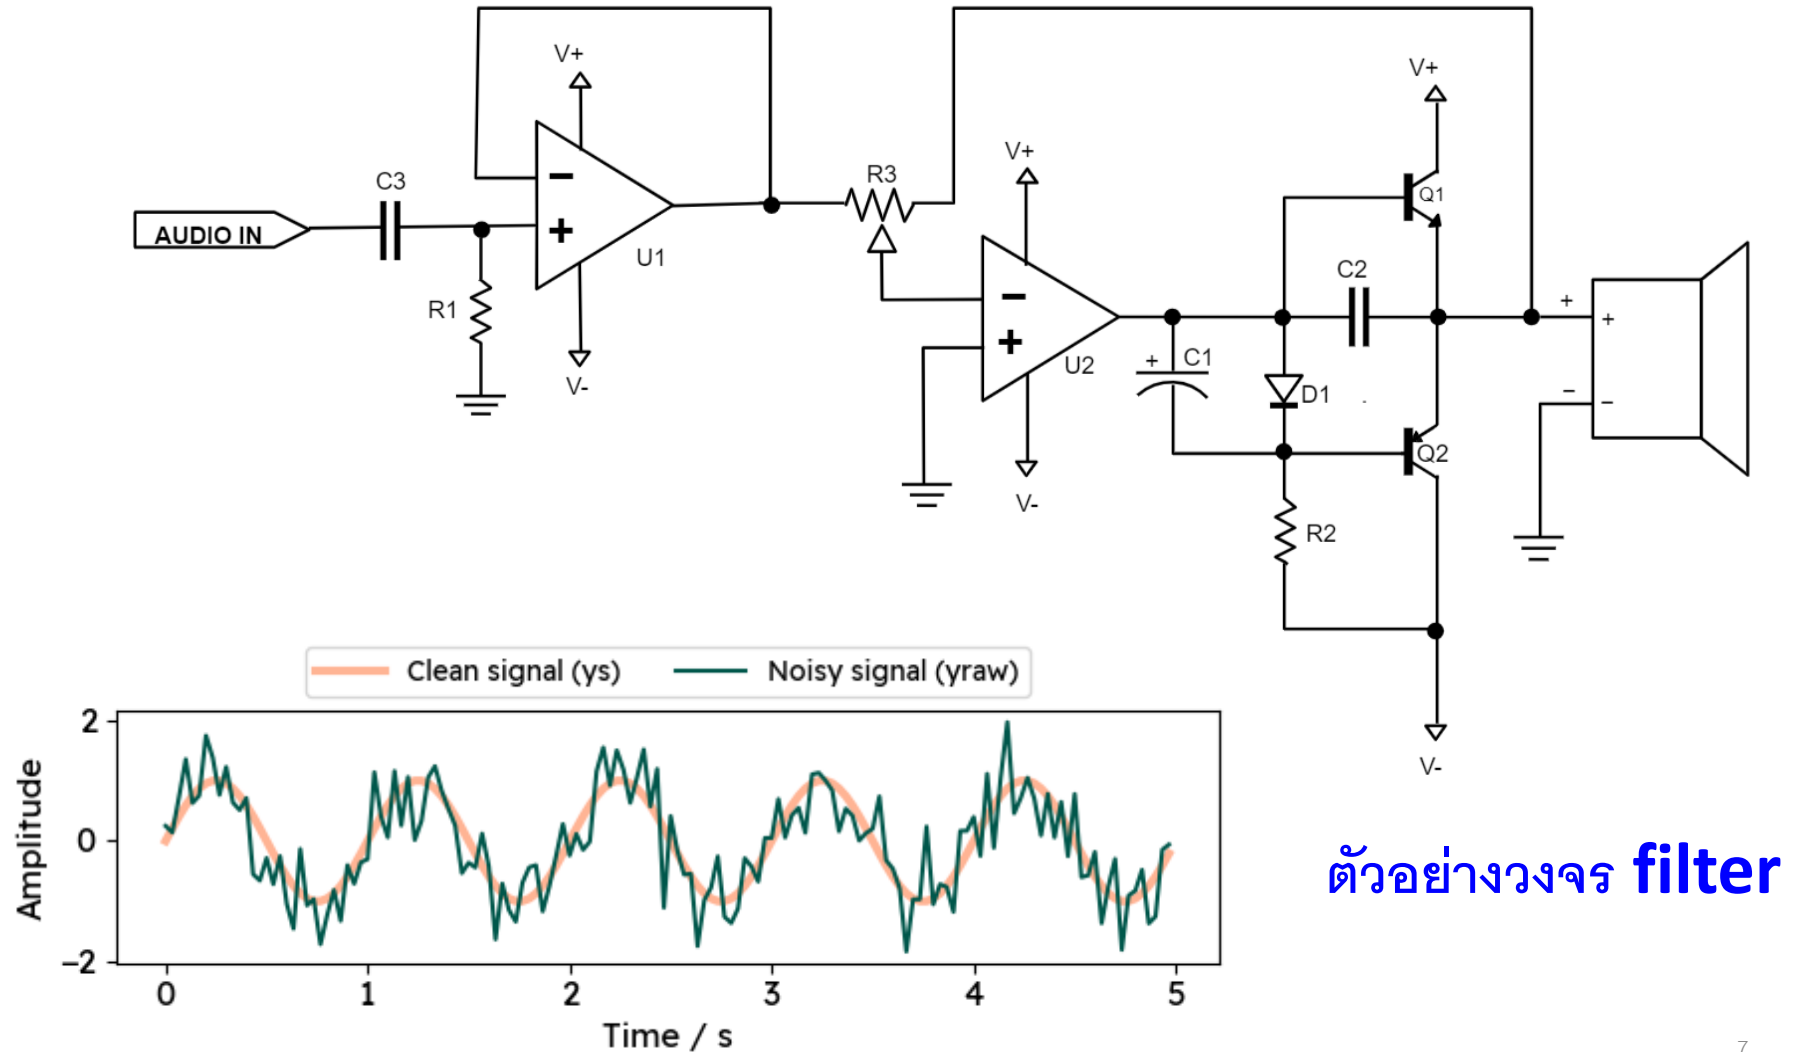 V+
V+
V+
C3
R3
Q1
AUDIO IN
−
+
U1
C2
R1
−
+
+
+
V-
U2
+
C1
D1
−
−
Q2
V-
R2
Clean signal (ys)
Noisy signal (yraw)
V-
2
0
−2
Amplitude
0
1
2
3
4
5
Time / s
ตัวอย่างวงจร filter
7